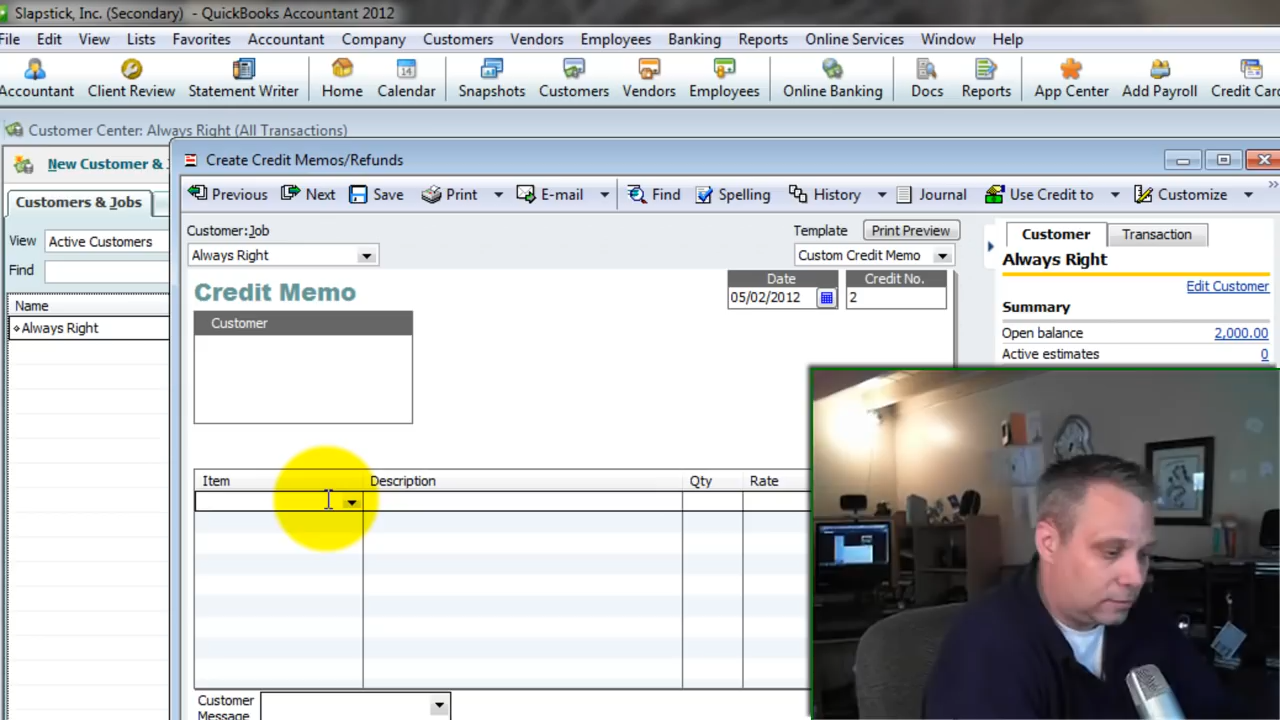 Slapstick, Inc. (Secondary) - QuickBooks Accountant 2012
File Edit View Lists Favorites Accountant Company Customers Vendors Employees Banking Reports Online Services Window Help
Accountant Client Review Statement Writer Home Calendar Snapshots Customers Vendors Employees Online Banking Docs Reports App Center Add Payroll Credit Car
Customer Center: Always Right (All Transactions)
New Customer & J
Create Credit Memos/Refunds
Previous Next Save Print E-mail Find Spelling History Journal Use Credit to Customize
Customers & Jobs
View Active Customers
Find
Name
Always Right
Customer:Job
Always Right
Template Print Preview
Custom Credit Memo
Credit Memo
Date Credit No.
05/02/2012 2
Customer
Item Description Qty Rate
Customer
Message
Customer Transaction
Always Right
Edit Customer
Summary
Open balance 2,000.00
Active estimates 0